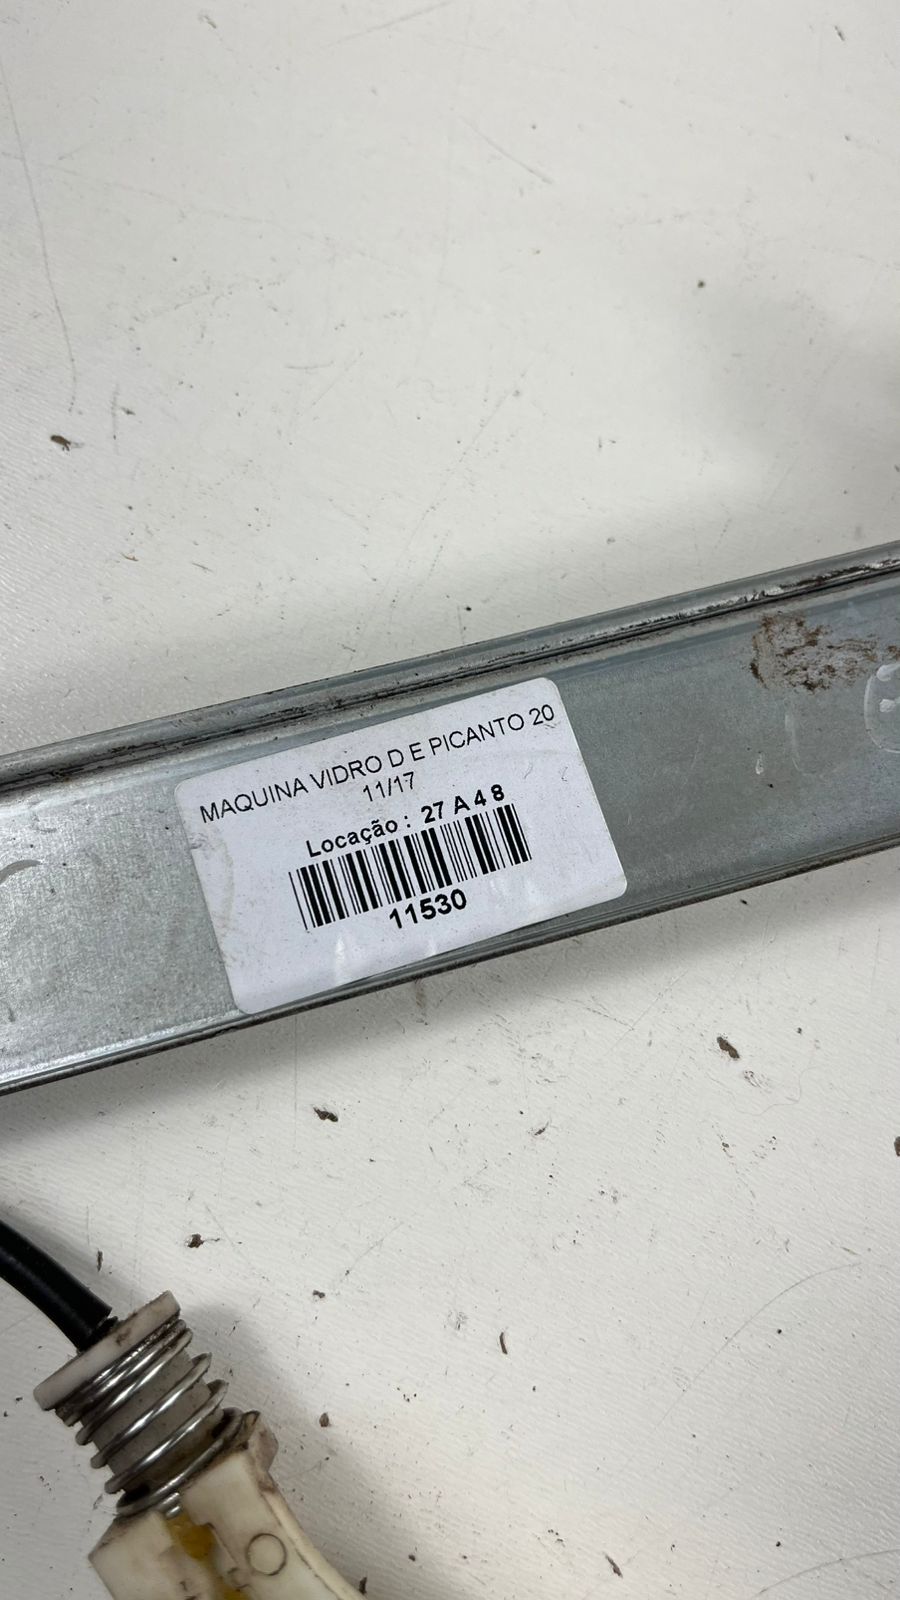 MAQUINA VIDRO D E PICANTO 20
11/17
Locação : 27 A 4 8
11530